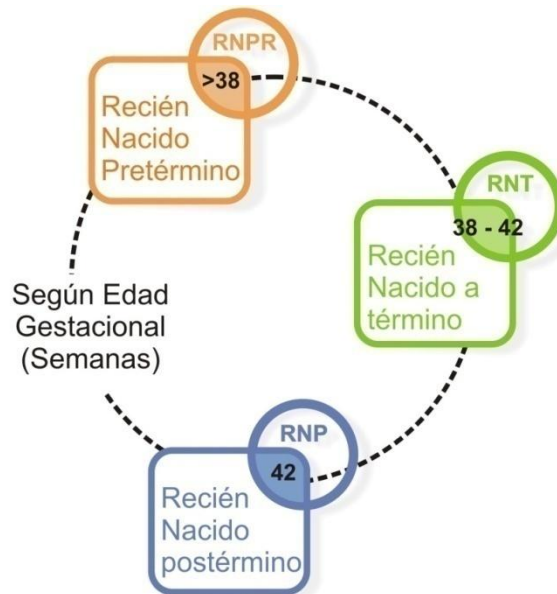 RNPR
>38
Recién
Nacido
Pretérmino
RNT
38 - 42
Recién
Nacido a
término
Según Edad
Gestacional
(Semanas)
RNP
42
Recién
Nacido
postérmino